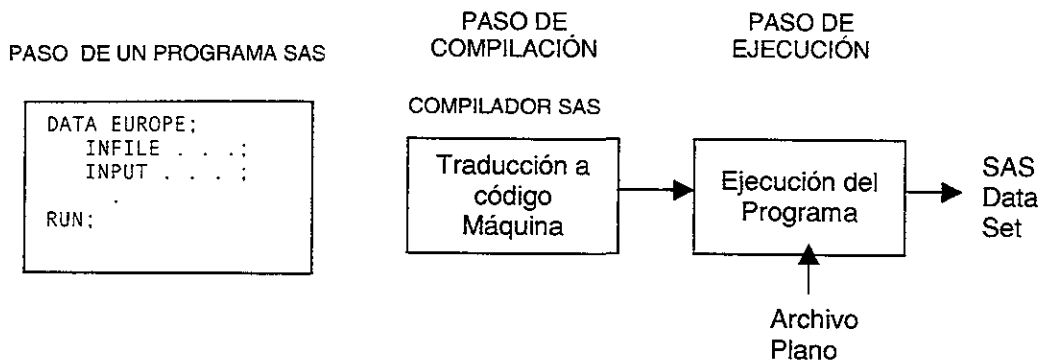 PASO DE UN PROGRAMA SAS
DATA EUROPE;
INFILE . . .;
INPUT . . . ;
.
RUN;
PASO DE
COMPILACIÓN
COMPILADOR SAS
Traducción a
código
Máquina
PASO DE
EJECUCIÓN
Ejecución del
Programa
SAS
Data
Set
Archivo
Plano